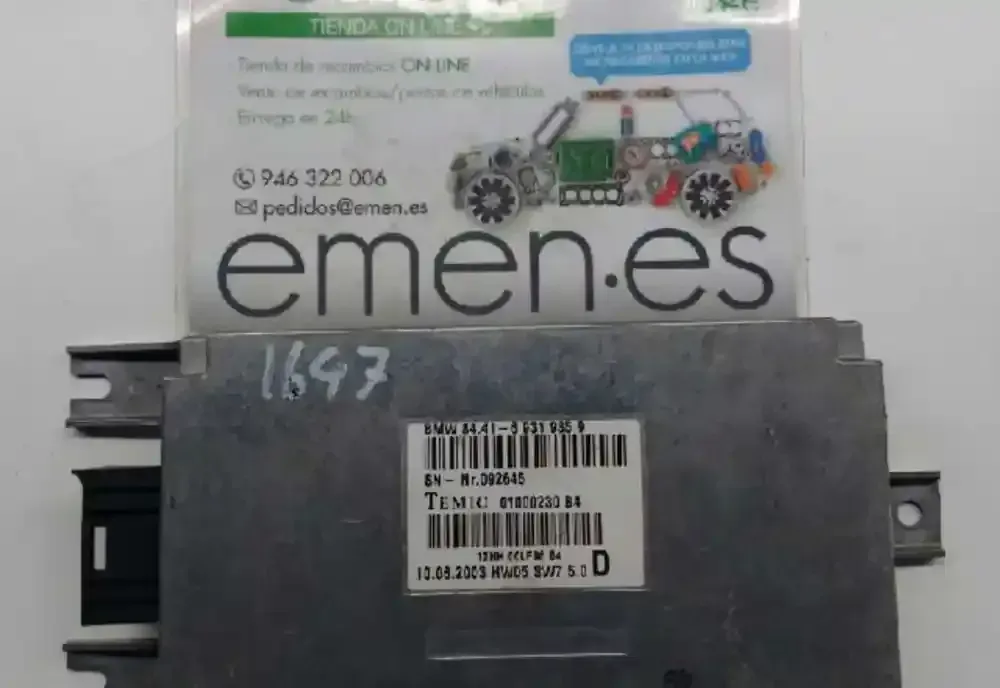 TIENDA ON LINE
Tienda de recambios ON LINE
Venta de recambios/piezas de vehículos
Entrega en 24h
946 322 006
pedidos@emen.es
emen.es
1647
BMW 84.41-6 931 985 9
SN - Nr.092645
TEMIC 01000230 B4
10.06.2003 HW05 SW7 5.0 D